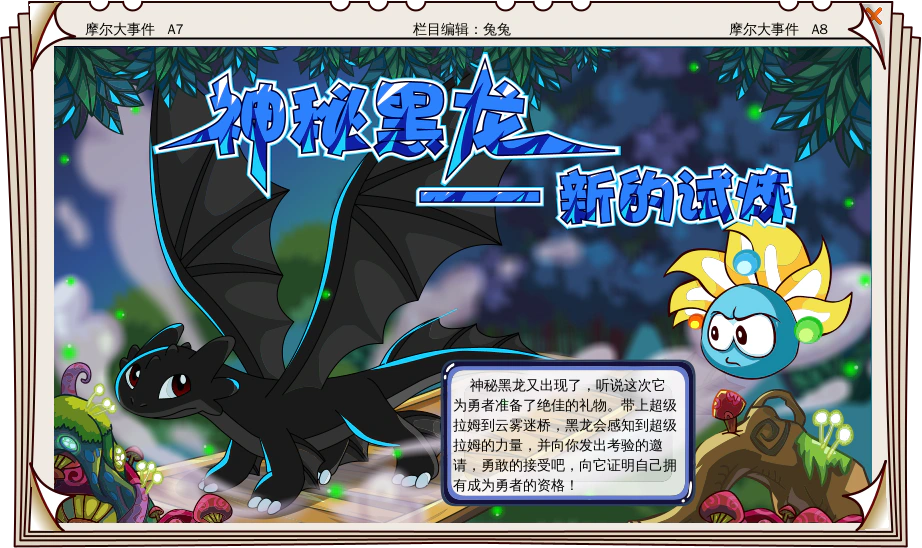 摩尔大事件 A7
栏目编辑：兔兔
摩尔大事件 A8
神秘黑龙
——新的试炼
神秘黑龙又出现了，听说这次它
为勇者准备了绝佳的礼物。带上超级
拉姆到云雾迷桥，黑龙会感知到超级
拉姆的力量，并向你发出考验的邀
请，勇敢的接受吧，向它证明自己拥
有成为勇者的资格！